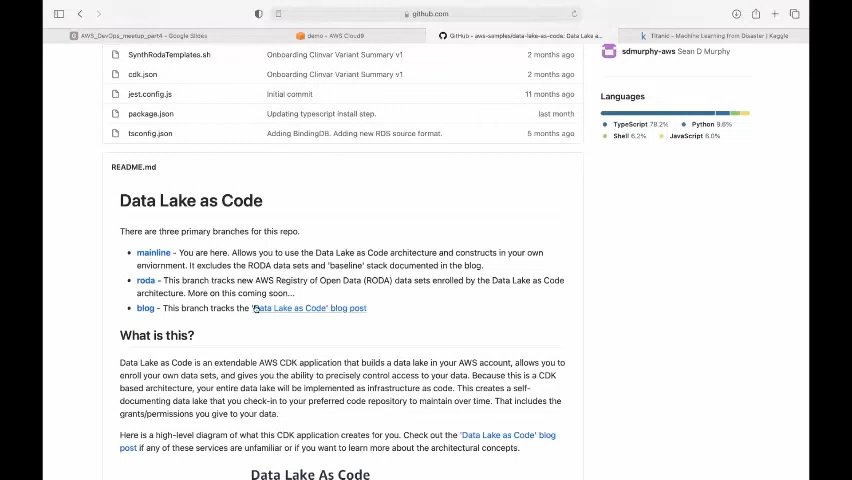 github.com
AWS_DevOps_meetup_part4 - Google Slides
demo - AWS Cloud9
GitHub - aws-samples/data-lake-as-code: Data Lake a...
Titanic - Machine Learning from Disaster | Kaggle
SynthRodaTemplates.sh Onboarding Clinvar Variant Summary v1 2 months ago
cdk.json Onboarding Clinvar Variant Summary v1 2 months ago
jest.config.js Initial commit 11 months ago
package.json Updating typescript install step. last month
tsconfig.json Adding BindingDB. Adding new RDS source format. 5 months ago
sdmurphy-aws Sean D Murphy
Languages
TypeScript 78.2% Python 9.6%
Shell 6.2% JavaScript 6.0%
README.md
Data Lake as Code
There are three primary branches for this repo.
mainline - You are here. Allows you to use the Data Lake as Code architecture and constructs in your own
enviornment. It excludes the RODA data sets and 'baseline' stack documented in the blog.
roda - This branch tracks new AWS Registry of Open Data (RODA) data sets enrolled by the Data Lake as Code
architecture. More on this coming soon...
blog - This branch tracks the 'Data Lake as Code' blog post
What is this?
Data Lake as Code is an extendable AWS CDK application that builds a data lake in your AWS account, allows you to
enroll your own data sets, and gives you the ability to precisely control access to your data. Because this is a CDK
based architecture, your entire data lake will be implemented as infrastructure as code. This creates a self-
documenting data lake that you check-in to your preferred code repository to maintain over time. That includes the
grants/permissions you give to your data.
Here is a high-level diagram of what this CDK application creates for you. Check out the 'Data Lake as Code' blog
post if any of these services are unfamiliar or if you want to learn more about the architectural concepts.
Data Lake As Code